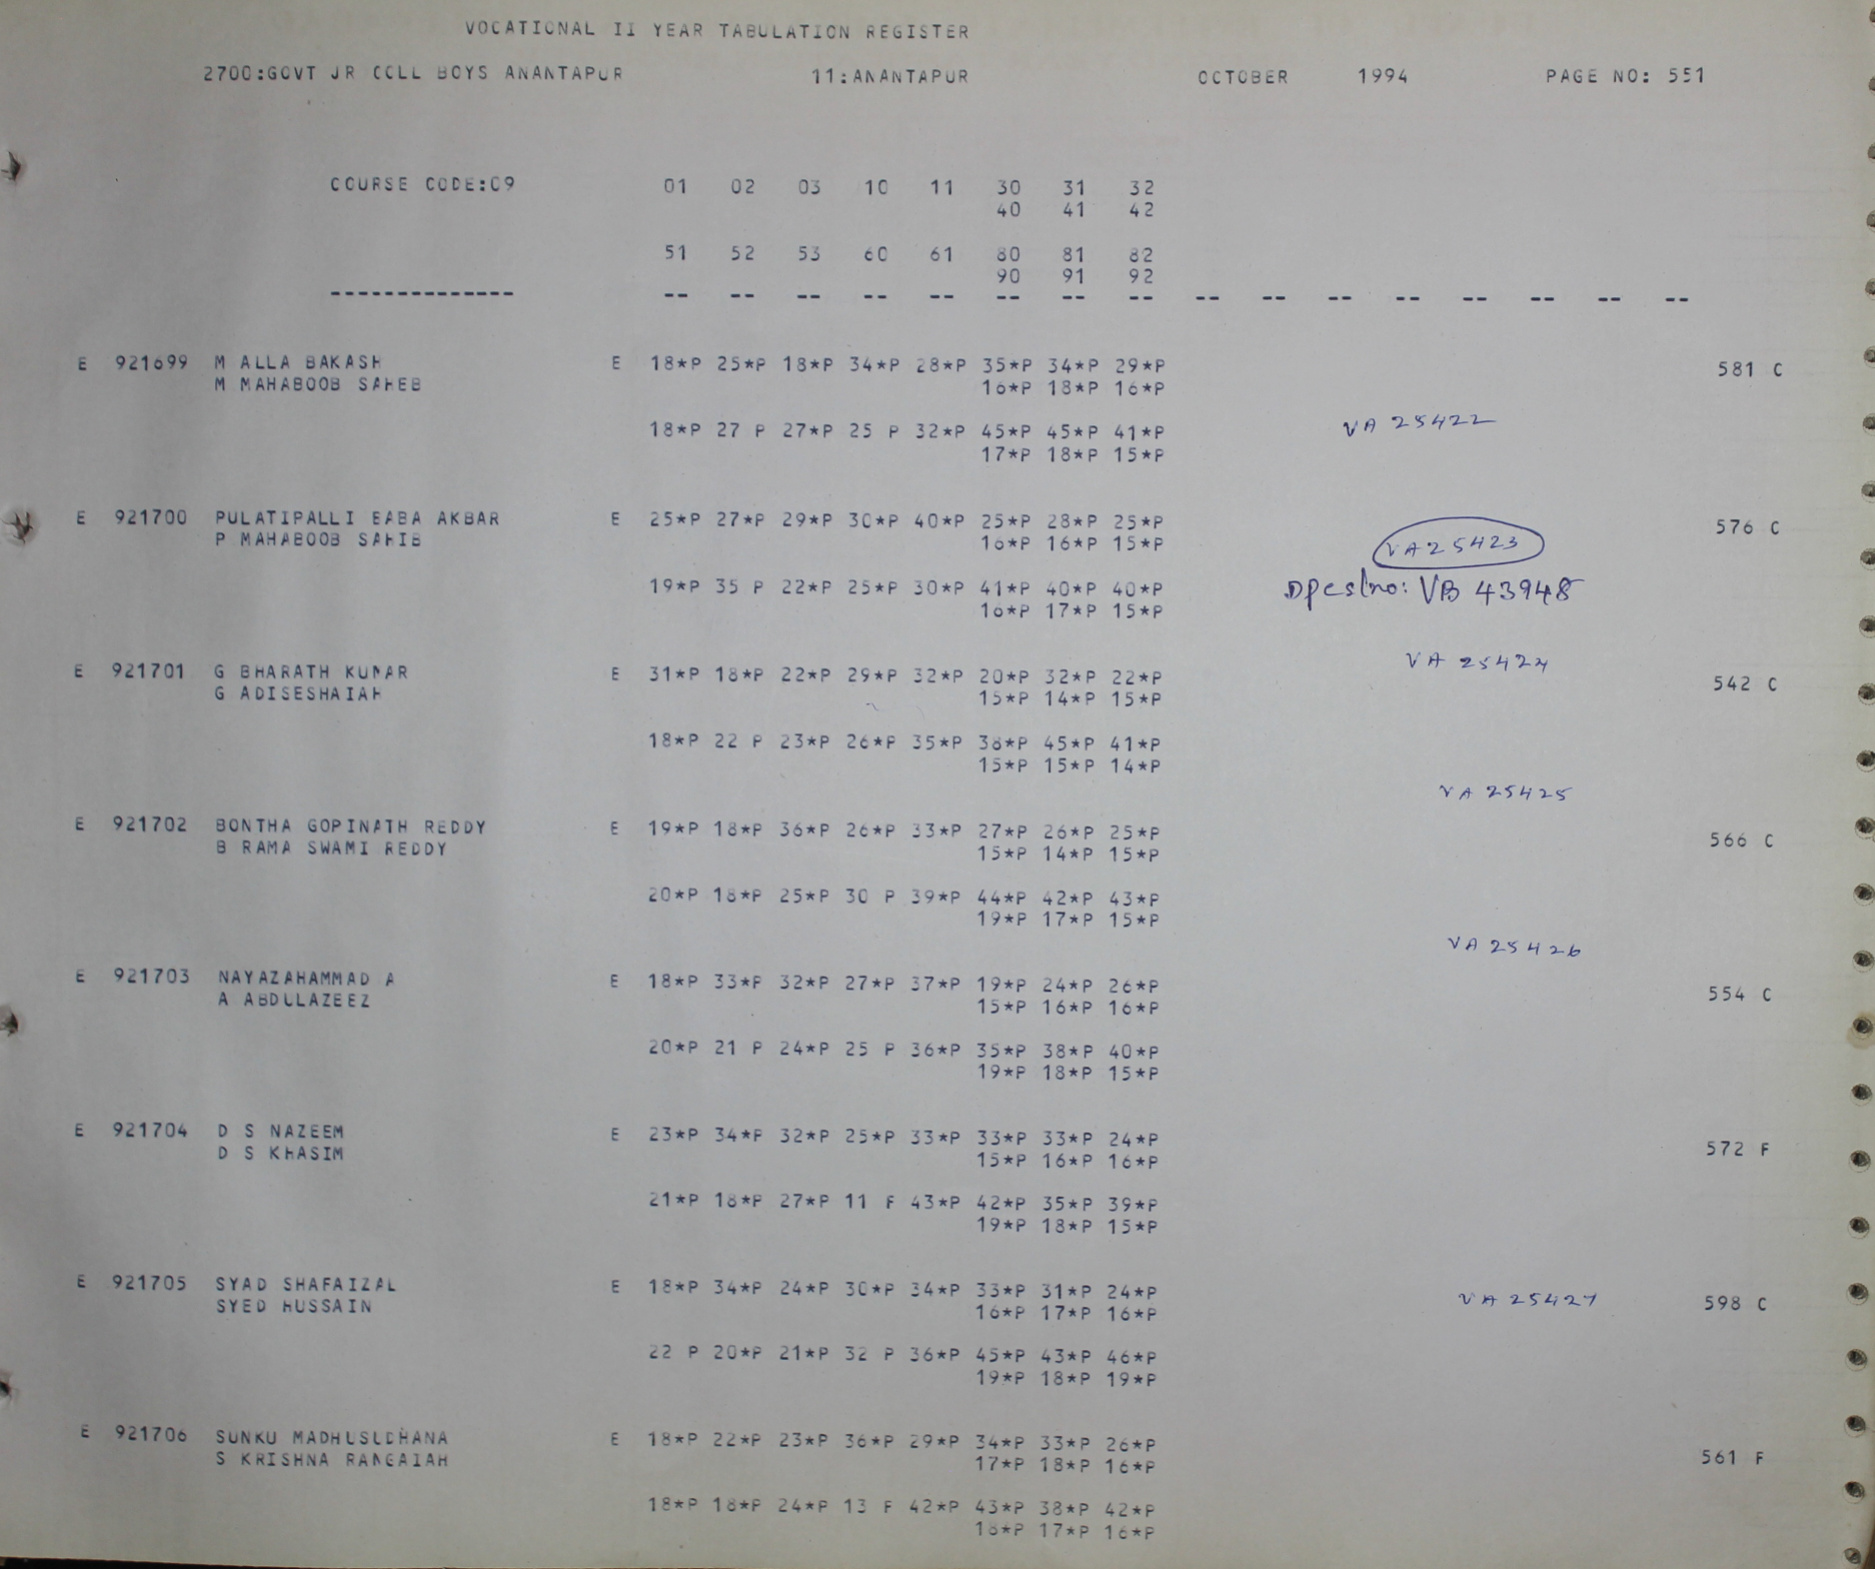 VOCATIONAL II YEAR TABULATION REGISTER
2700:GOVT JR COLL BOYS ANANTAPUR 11:ANANTAPUR OCTOBER 1994 PAGE NO: 551
COURSE CODE:09 01 02 03 10 11 30 31 32
40 41 42
51 52 53 60 61 80 81 82
90 91 92
-------------- -- -- -- -- -- -- -- -- -- -- -- -- -- -- -- --
E 921699 M ALLA BAKASH E 18*P 25*P 18*P 34*P 28*P 35*P 34*P 29*P 581 C
M MAHABOOB SAHEB 16*P 18*P 16*P
18*P 27 P 27*P 25 P 32*P 45*P 45*P 41*P VA 25422
17*P 18*P 15*P
E 921700 PULATIPALLI BABA AKBAR E 25*P 27*P 29*P 30*P 40*P 25*P 28*P 25*P 576 C
P MAHABOOB SAHIB 16*P 16*P 15*P VA25423
19*P 35 P 22*P 25*P 30*P 41*P 40*P 40*P Dpcslno: VB 43948
16*P 17*P 15*P
E 921701 G BHARATH KUMAR E 31*P 18*P 22*P 29*P 32*P 20*P 32*P 22*P VA 25424 542 C
G ADISESHAIAH 15*P 14*P 15*P
18*P 22 P 23*P 26*P 35*P 38*P 45*P 41*P
15*P 15*P 14*P
VA 25425
E 921702 BONTHA GOPINATH REDDY E 19*P 18*P 36*P 26*P 33*P 27*P 26*P 25*P 566 C
B RAMA SWAMI REDDY 15*P 14*P 15*P
20*P 18*P 25*P 30 P 39*P 44*P 42*P 43*P
19*P 17*P 15*P
VA 25426
E 921703 NAYAZAHAMMAD A E 18*P 33*P 32*P 27*P 37*P 19*P 24*P 26*P 554 C
A ABDULAZEEZ 15*P 16*P 16*P
20*P 21 P 24*P 25 P 36*P 35*P 38*P 40*P
19*P 18*P 15*P
E 921704 D S NAZEEM E 23*P 34*P 32*P 25*P 33*P 33*P 33*P 24*P 572 F
D S KHASIM 15*P 16*P 16*P
21*P 18*P 27*P 11 F 43*P 42*P 35*P 39*P
19*P 18*P 15*P
E 921705 SYAD SHAFAIZAL E 18*P 34*P 24*P 30*P 34*P 33*P 31*P 24*P VA 25427 598 C
SYED HUSSAIN 16*P 17*P 16*P
22 P 20*P 21*P 32 P 36*P 45*P 43*P 46*P
19*P 18*P 19*P
E 921706 SUNKU MADHUSUDHANA E 18*P 22*P 23*P 36*P 29*P 34*P 33*P 26*P 561 F
S KRISHNA RANGAIAH 17*P 18*P 16*P
18*P 18*P 24*P 13 F 42*P 43*P 38*P 42*P
18*P 17*P 16*P